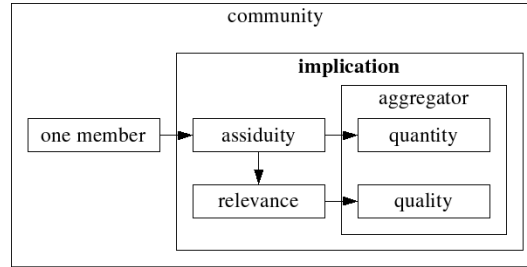 community
implication
aggregator
one member
assiduity
quantity
relevance
quality